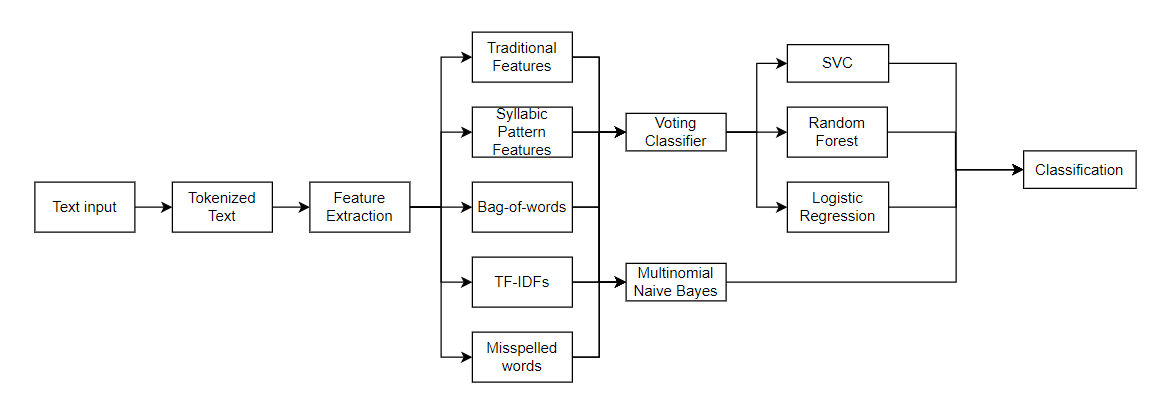 Text input
Tokenized
Text
Feature
Extraction
Traditional
Features
Syllabic
Pattern
Features
Bag-of-words
TF-IDFs
Misspelled
words
Voting
Classifier
Multinomial
Naive Bayes
SVC
Random
Forest
Logistic
Regression
Classification